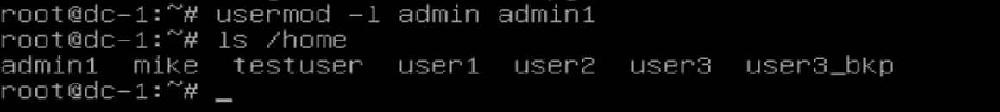 root@dc-1:~# usermod -l admin admin1
root@dc-1:~# ls /home
admin1  mike  testuser  user1  user2  user3  user3_bkp
root@dc-1:~# _